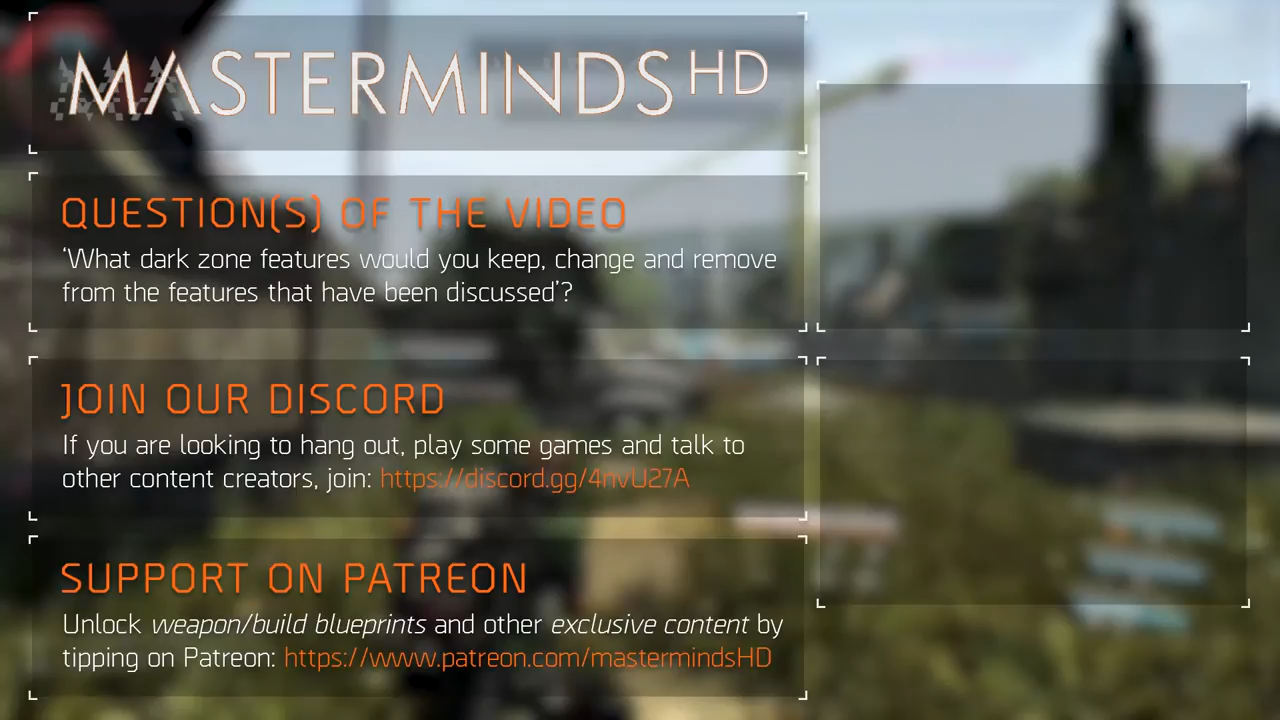 MASTERMINDS HD
QUESTION(S) OF THE VIDEO
‘What dark zone features would you keep, change and remove
from the features that have been discussed’?
JOIN OUR DISCORD
If you are looking to hang out, play some games and talk to
other content creators, join: https://discord.gg/4nvU27A
SUPPORT ON PATREON
Unlock weapon/build blueprints and other exclusive content by
tipping on Patreon: https://www.patreon.com/mastermindsHD